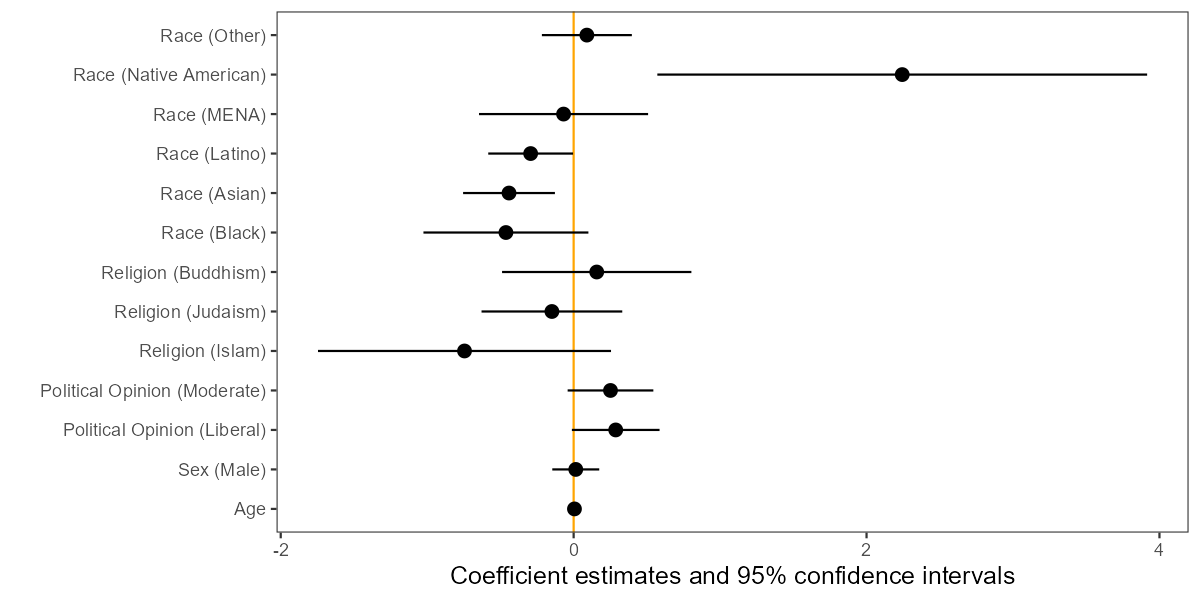 Race (Other)
Race (Native American)
Race (MENA)
Race (Latino)
Race (Asian)
Race (Black)
Religion (Buddhism)
Religion (Judaism)
Religion (Islam)
Political Opinion (Moderate)
Political Opinion (Liberal)
Sex (Male)
Age
-2 0 2 4
Coefficient estimates and 95% confidence intervals